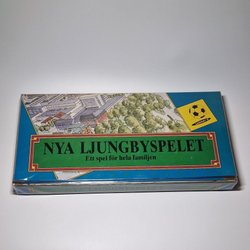 NYA LJUNGBYSPELET
Ett spel för hela familjen